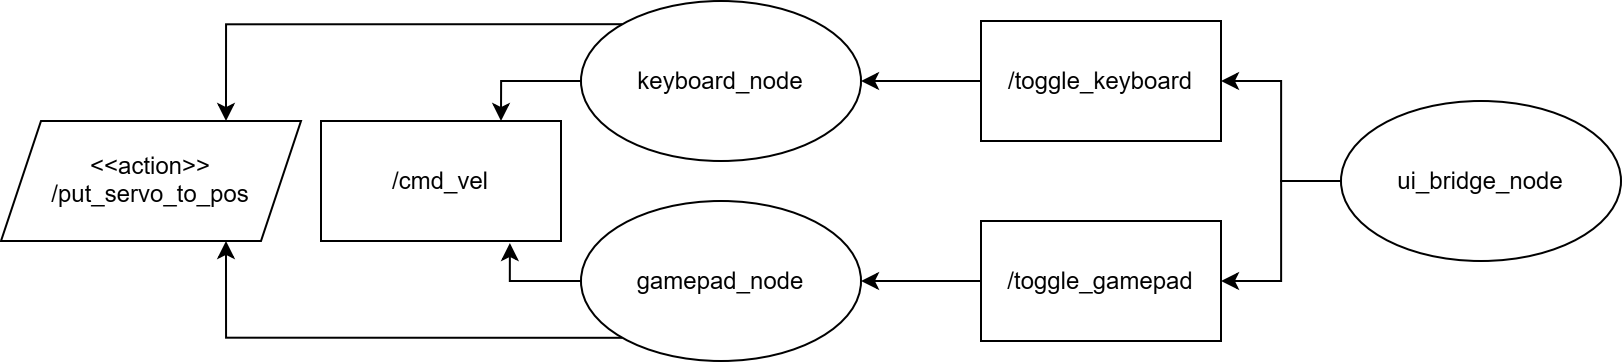 keyboard_node
/toggle_keyboard
<<action>>
/put_servo_to_pos
/cmd_vel
ui_bridge_node
gamepad_node
/toggle_gamepad